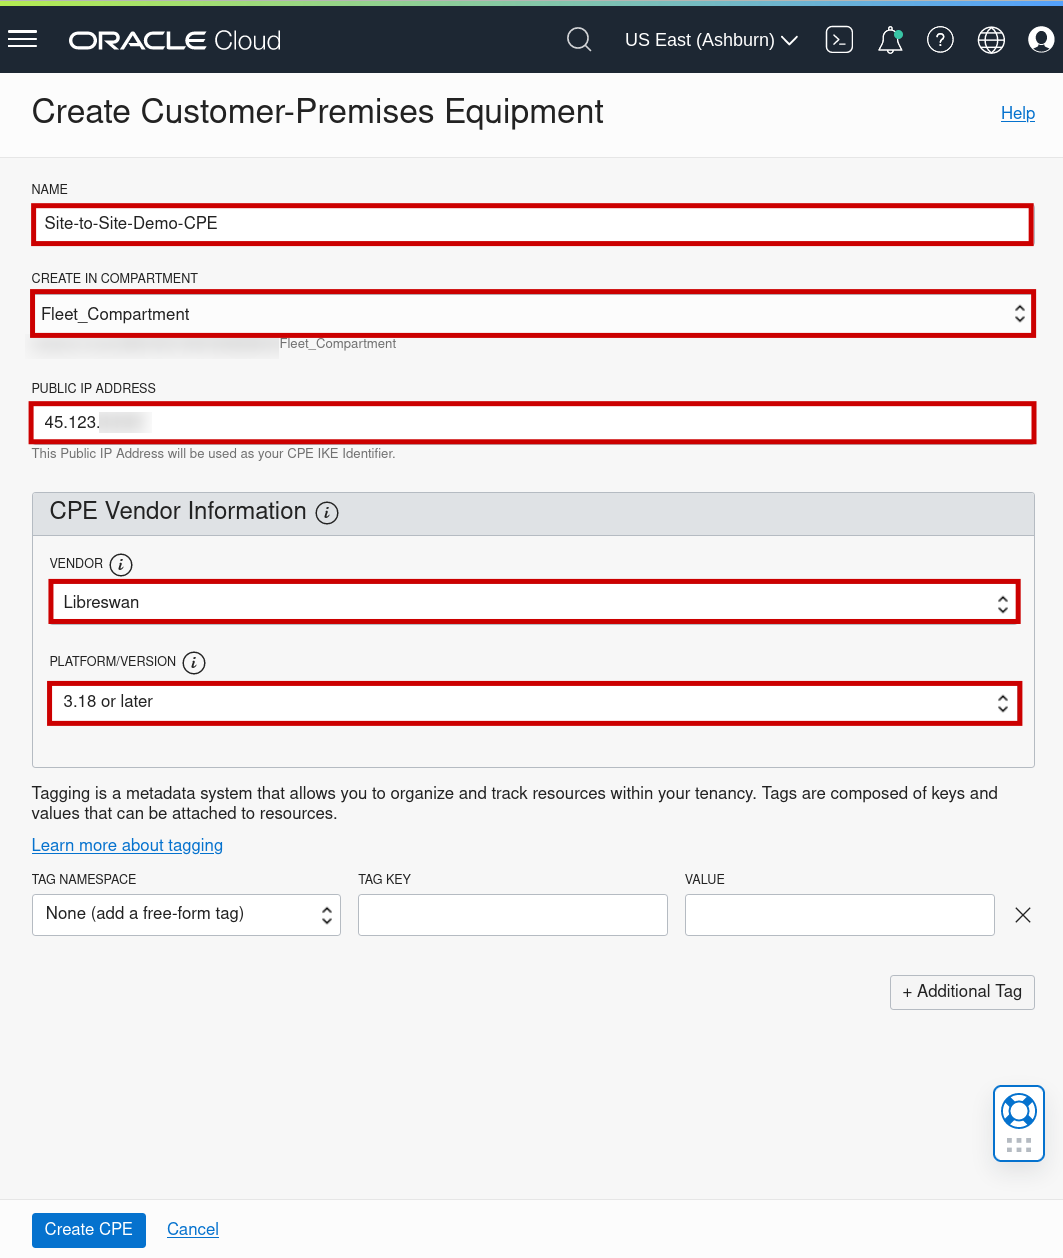 ORACLE Cloud
US East (Ashburn)
Create Customer-Premises Equipment
Help
NAME
Site-to-Site-Demo-CPE
CREATE IN COMPARTMENT
Fleet_Compartment
Fleet_Compartment
PUBLIC IP ADDRESS
45.123.
This Public IP Address will be used as your CPE IKE Identifier.
CPE Vendor Information
VENDOR
Libreswan
PLATFORM/VERSION
3.18 or later
Tagging is a metadata system that allows you to organize and track resources within your tenancy. Tags are composed of keys and
values that can be attached to resources.
Learn more about tagging
TAG NAMESPACE TAG KEY VALUE
None (add a free-form tag)
+ Additional Tag
Create CPE Cancel